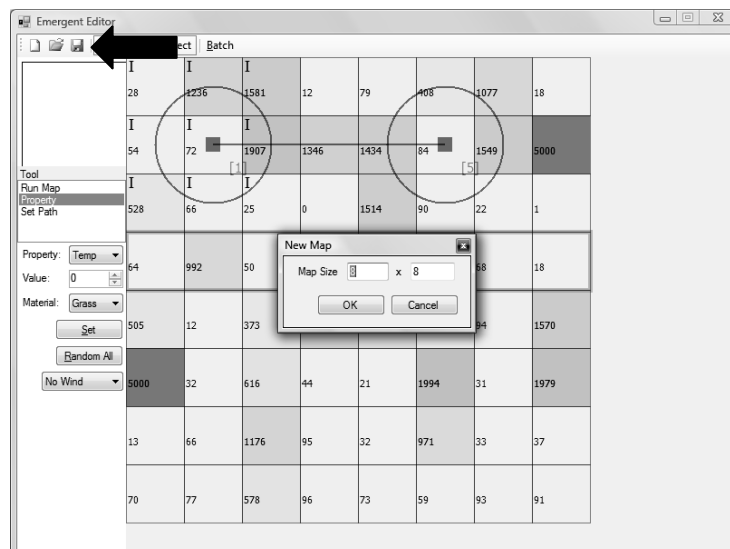 Emergent Editor
ect Batch
I I I
28 1236 1581 12 79 408 1077 18
I I I
54 72 1907 1346 1434 84 1549 5000
[1] [5]
Tool
Run Map
Property
Set Path
I I I
528 66 25 0 1514 90 22 1
New Map
Map Size 8 x 8
OK Cancel
Property: Temp
Value: 0
Material: Grass
Set
Random All
No Wind
64 992 50 68 18
505 12 373 94 1570
5000 32 616 44 21 1994 31 1979
13 66 1176 95 32 971 33 37
70 77 578 96 73 59 93 91